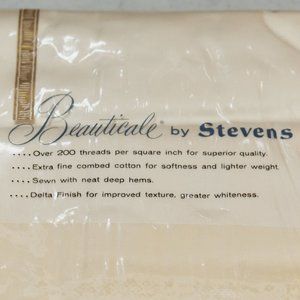 Beauticale® by Stevens
....Over 200 threads per square inch for superior quality.
....Extra fine combed cotton for softness and lighter weight
....Sewn with neat deep hems.
....Delta Finish for improved texture, greater whiteness.